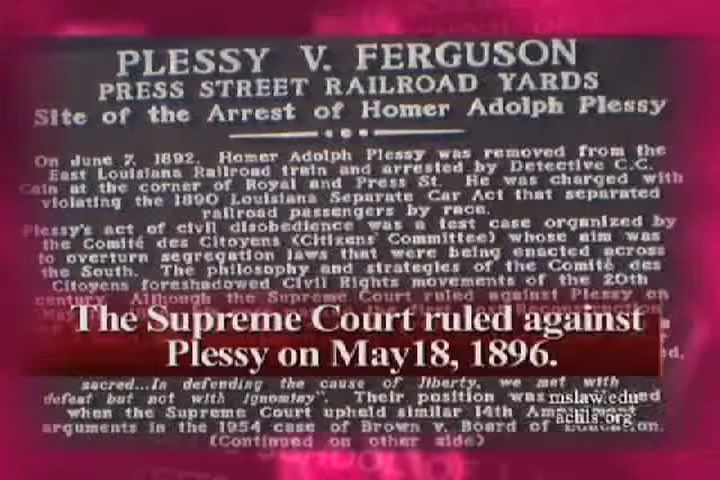 PLESSY V. FERGUSON
PRESS STREET RAILROAD YARDS
Site of the Arrest of Homer Adolph Plessy
On June 7, 1892, Homer Adolph Plessy was removed from the
East Louisiana Railroad train and arrested by Detective C.C.
Cain at the corner of Royal and Press St. He was charged with
violating the 1890 Louisiana Separate Car Act that separated
railroad passengers by race.
Plessy's act of civil disobedience was a test case organized by
the Comité des Citoyens (Citizens' Committee) whose aim was
to overturn segregation laws that were being enacted across
the South. The philosophy and strategies of the Comité des
Citoyens foreshadowed Civil Rights movements of the 20th
century. Although the Supreme Court ruled against Plessy on
The Supreme Court ruled against
Plessy on May18, 1896.
sacred...In defending the cause of liberty, we met with
defeat but not with ignominy". Their position was
mslaw.edu
when the Supreme Court upheld similar 14th
achls.org
arguments in the 1954 case of Brown v. Board of Education.
(Continued on other side)